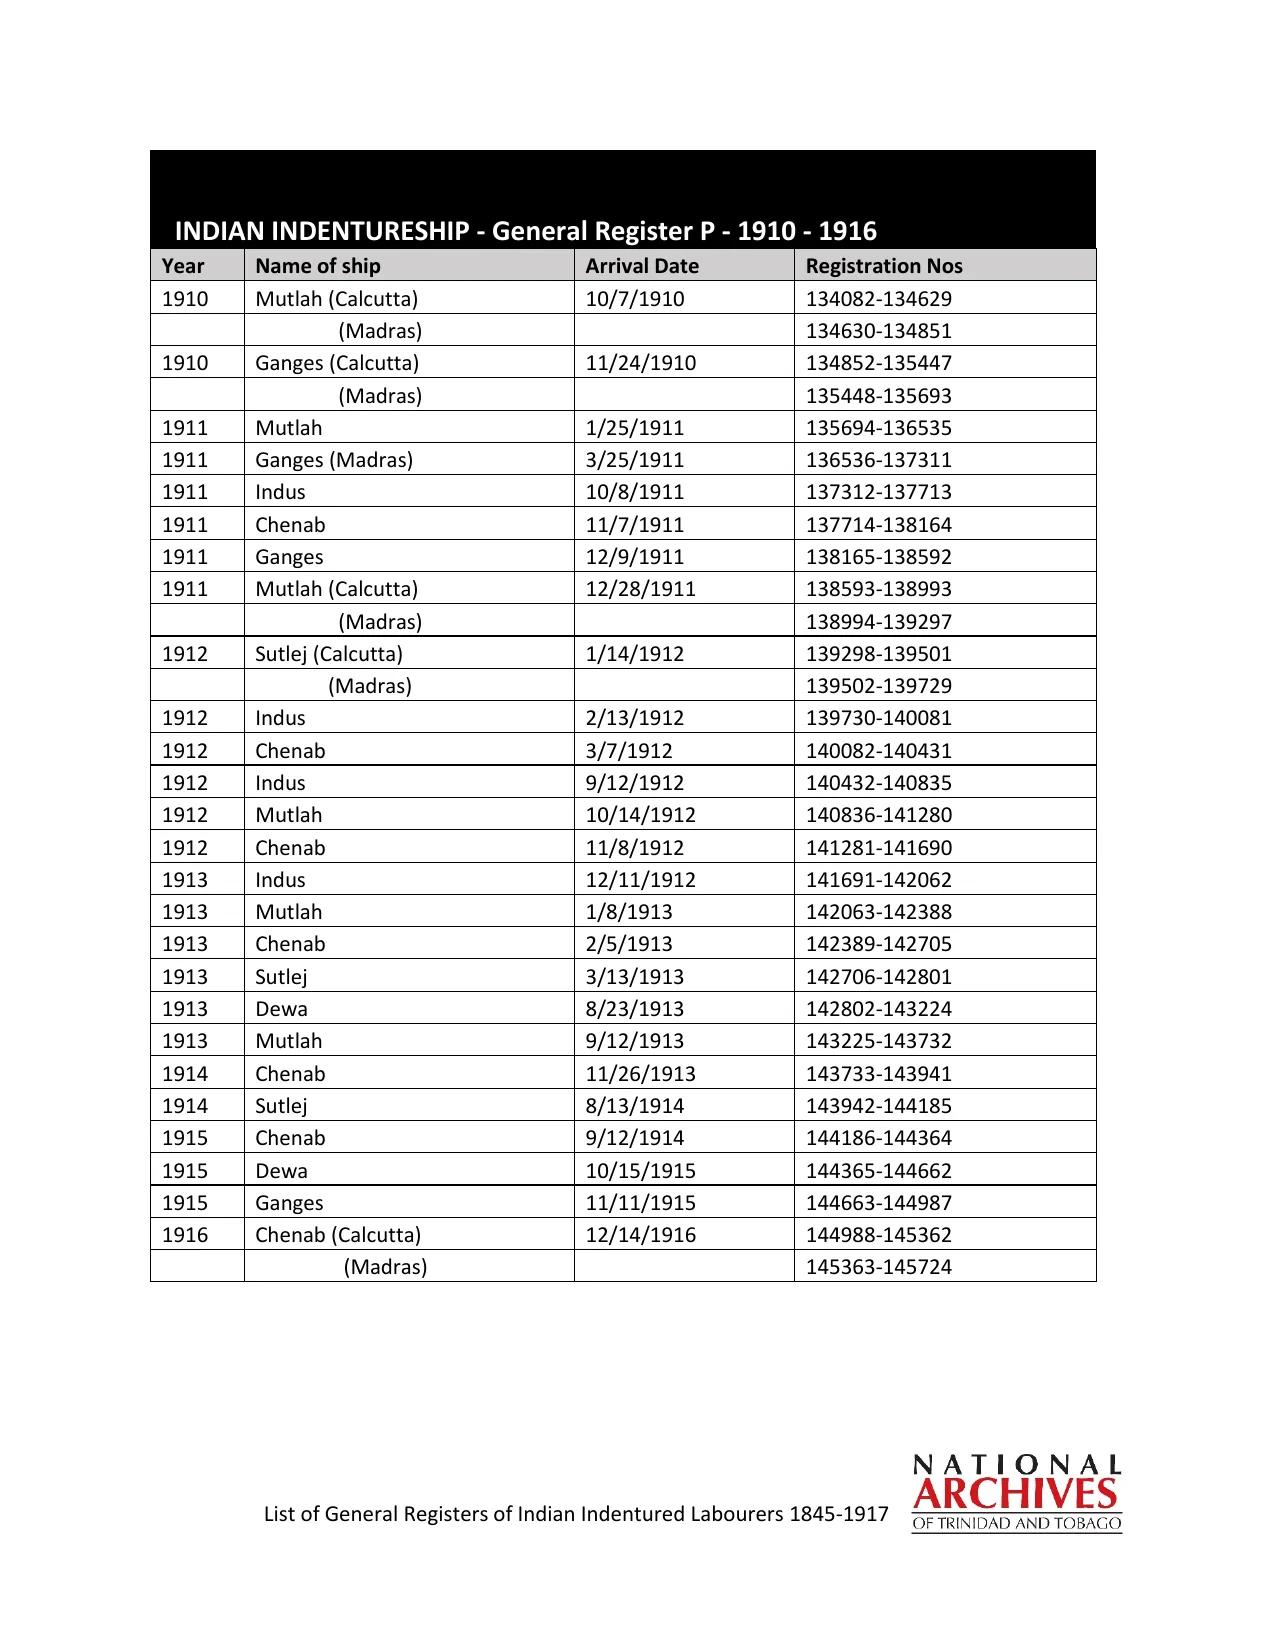 INDIAN INDENTURESHIP - General Register P - 1910 - 1916
Year Name of ship Arrival Date Registration Nos
1910 Mutlah (Calcutta) 10/7/1910 134082-134629
(Madras) 134630-134851
1910 Ganges (Calcutta) 11/24/1910 134852-135447
(Madras) 135448-135693
1911 Mutlah 1/25/1911 135694-136535
1911 Ganges (Madras) 3/25/1911 136536-137311
1911 Indus 10/8/1911 137312-137713
1911 Chenab 11/7/1911 137714-138164
1911 Ganges 12/9/1911 138165-138592
1911 Mutlah (Calcutta) 12/28/1911 138593-138993
(Madras) 138994-139297
1912 Sutlej (Calcutta) 1/14/1912 139298-139501
(Madras) 139502-139729
1912 Indus 2/13/1912 139730-140081
1912 Chenab 3/7/1912 140082-140431
1912 Indus 9/12/1912 140432-140835
1912 Mutlah 10/14/1912 140836-141280
1912 Chenab 11/8/1912 141281-141690
1913 Indus 12/11/1912 141691-142062
1913 Mutlah 1/8/1913 142063-142388
1913 Chenab 2/5/1913 142389-142705
1913 Sutlej 3/13/1913 142706-142801
1913 Dewa 8/23/1913 142802-143224
1913 Mutlah 9/12/1913 143225-143732
1914 Chenab 11/26/1913 143733-143941
1914 Sutlej 8/13/1914 143942-144185
1915 Chenab 9/12/1914 144186-144364
1915 Dewa 10/15/1915 144365-144662
1915 Ganges 11/11/1915 144663-144987
1916 Chenab (Calcutta) 12/14/1916 144988-145362
(Madras) 145363-145724
List of General Registers of Indian Indentured Labourers 1845-1917
NATIONAL
ARCHIVES
OF TRINIDAD AND TOBAGO